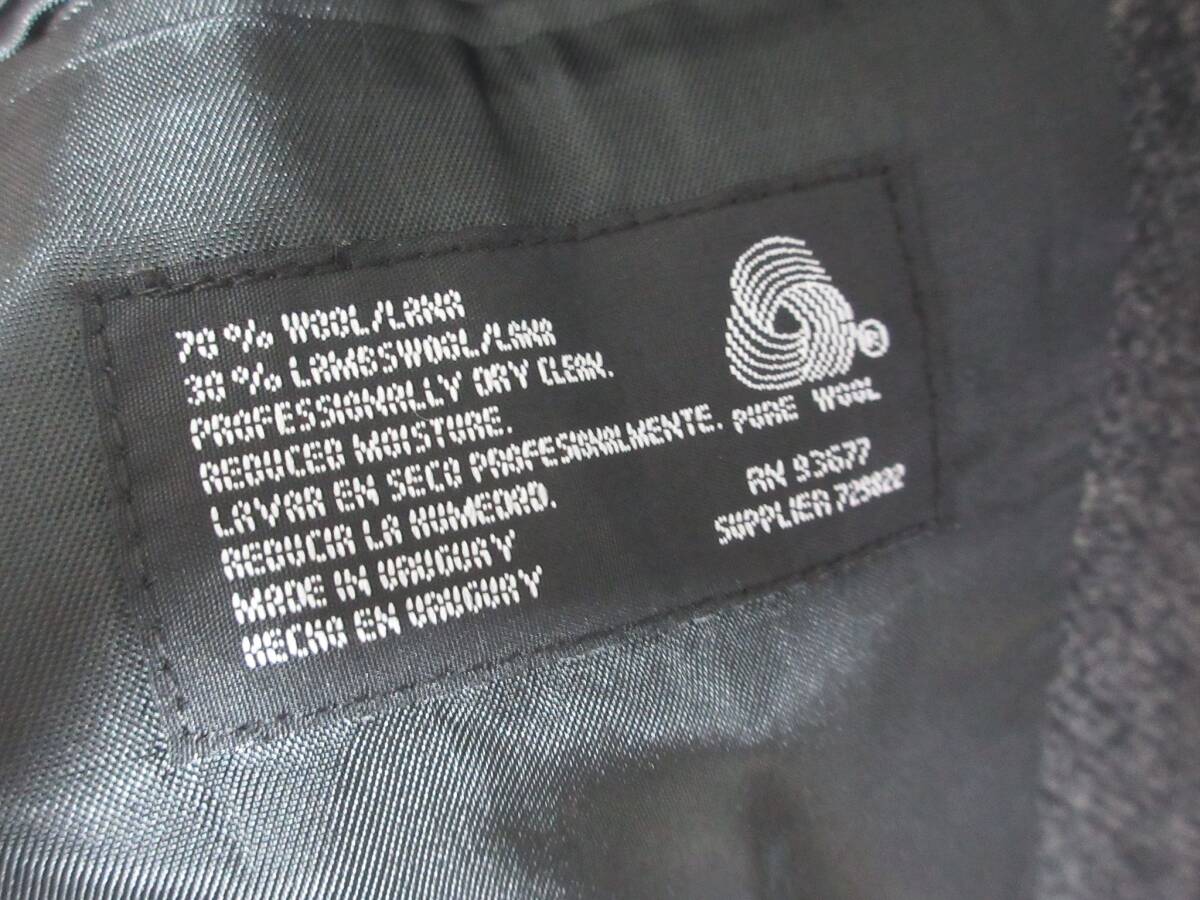 70% WOOL/LANA
30% LAMBSWOOL/LANA
PROFESSIONALLY DRY CLEAN.
REDUCED MOISTURE.
LAVAR EN SECO PROFESIONALMENTE.
REDUCIR LA HUMEDAD.
MADE IN URUGUAY
HECHO EN URUGUAY
®
PURE WOOL
RN 93677
SUPPLIER